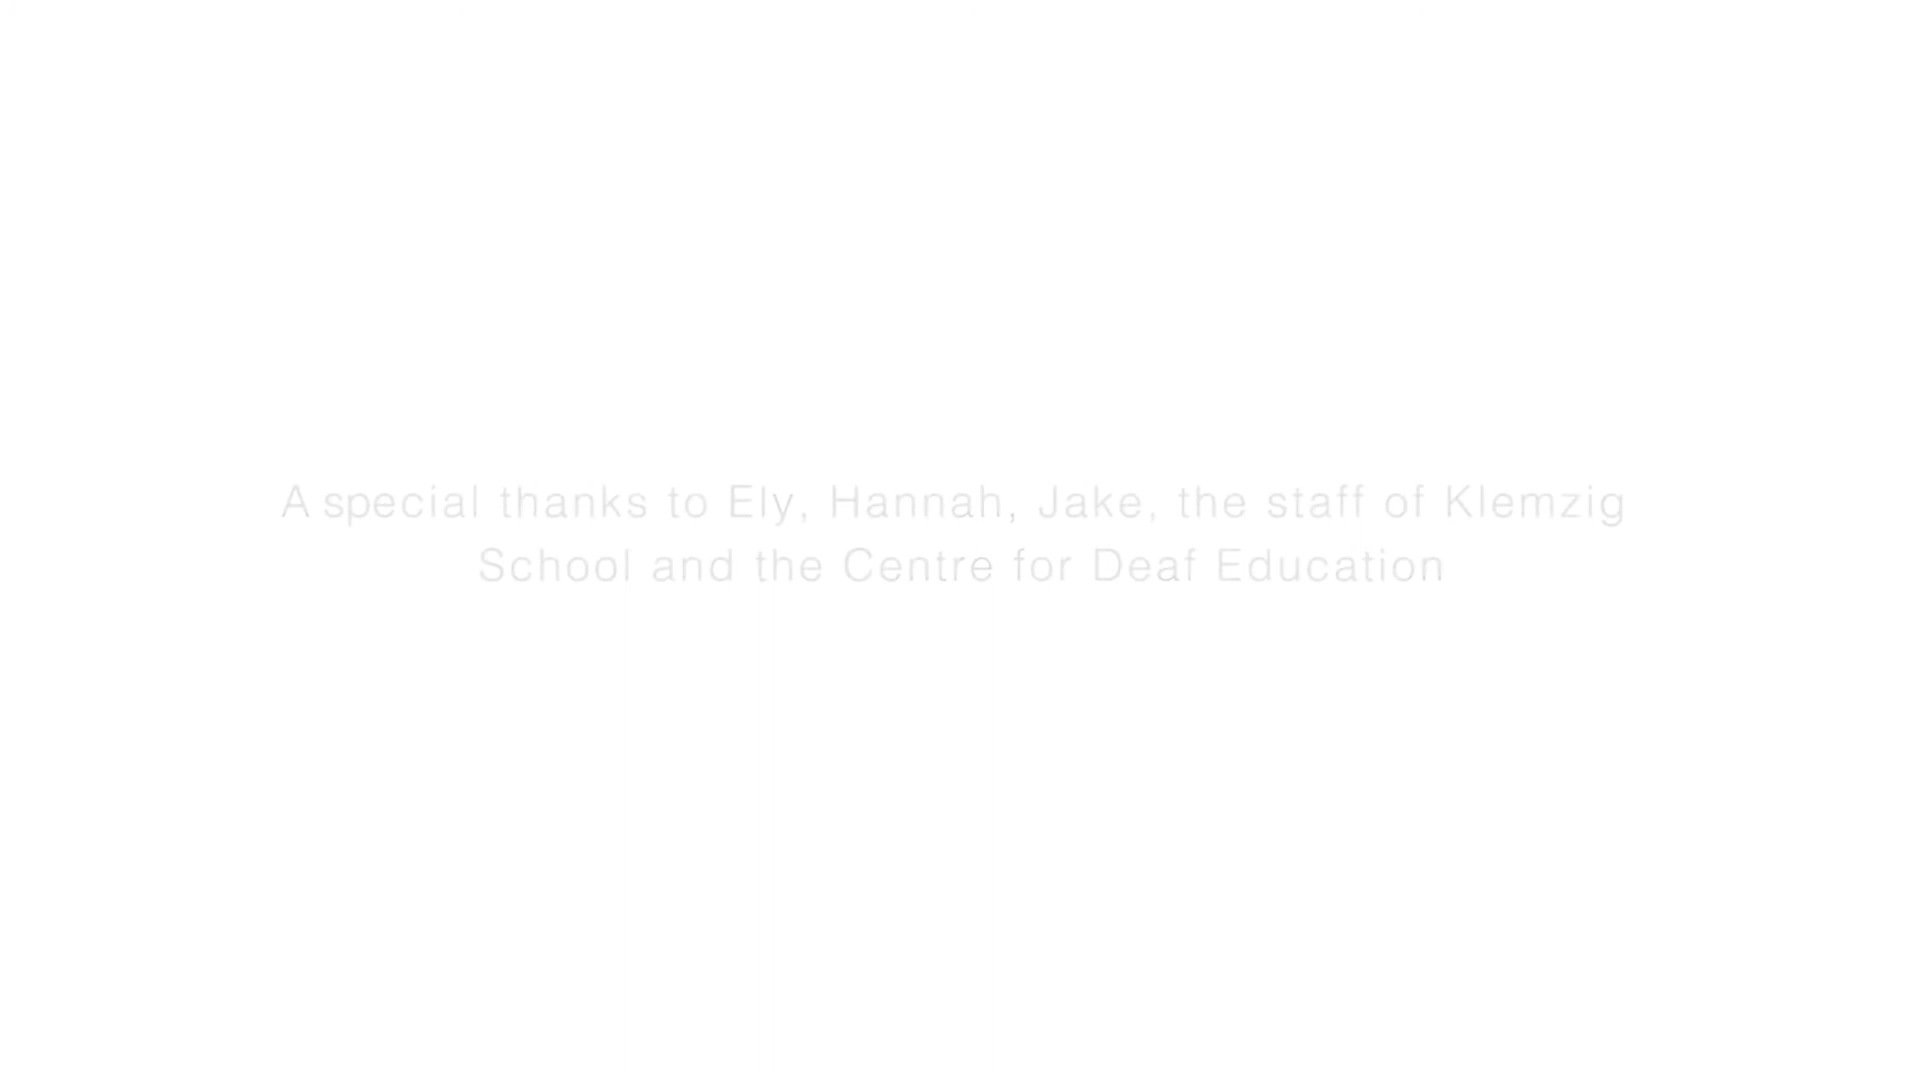 A special thanks to Ely, Hannah, Jake, the staff of Klemzig
School and the Centre for Deaf Education